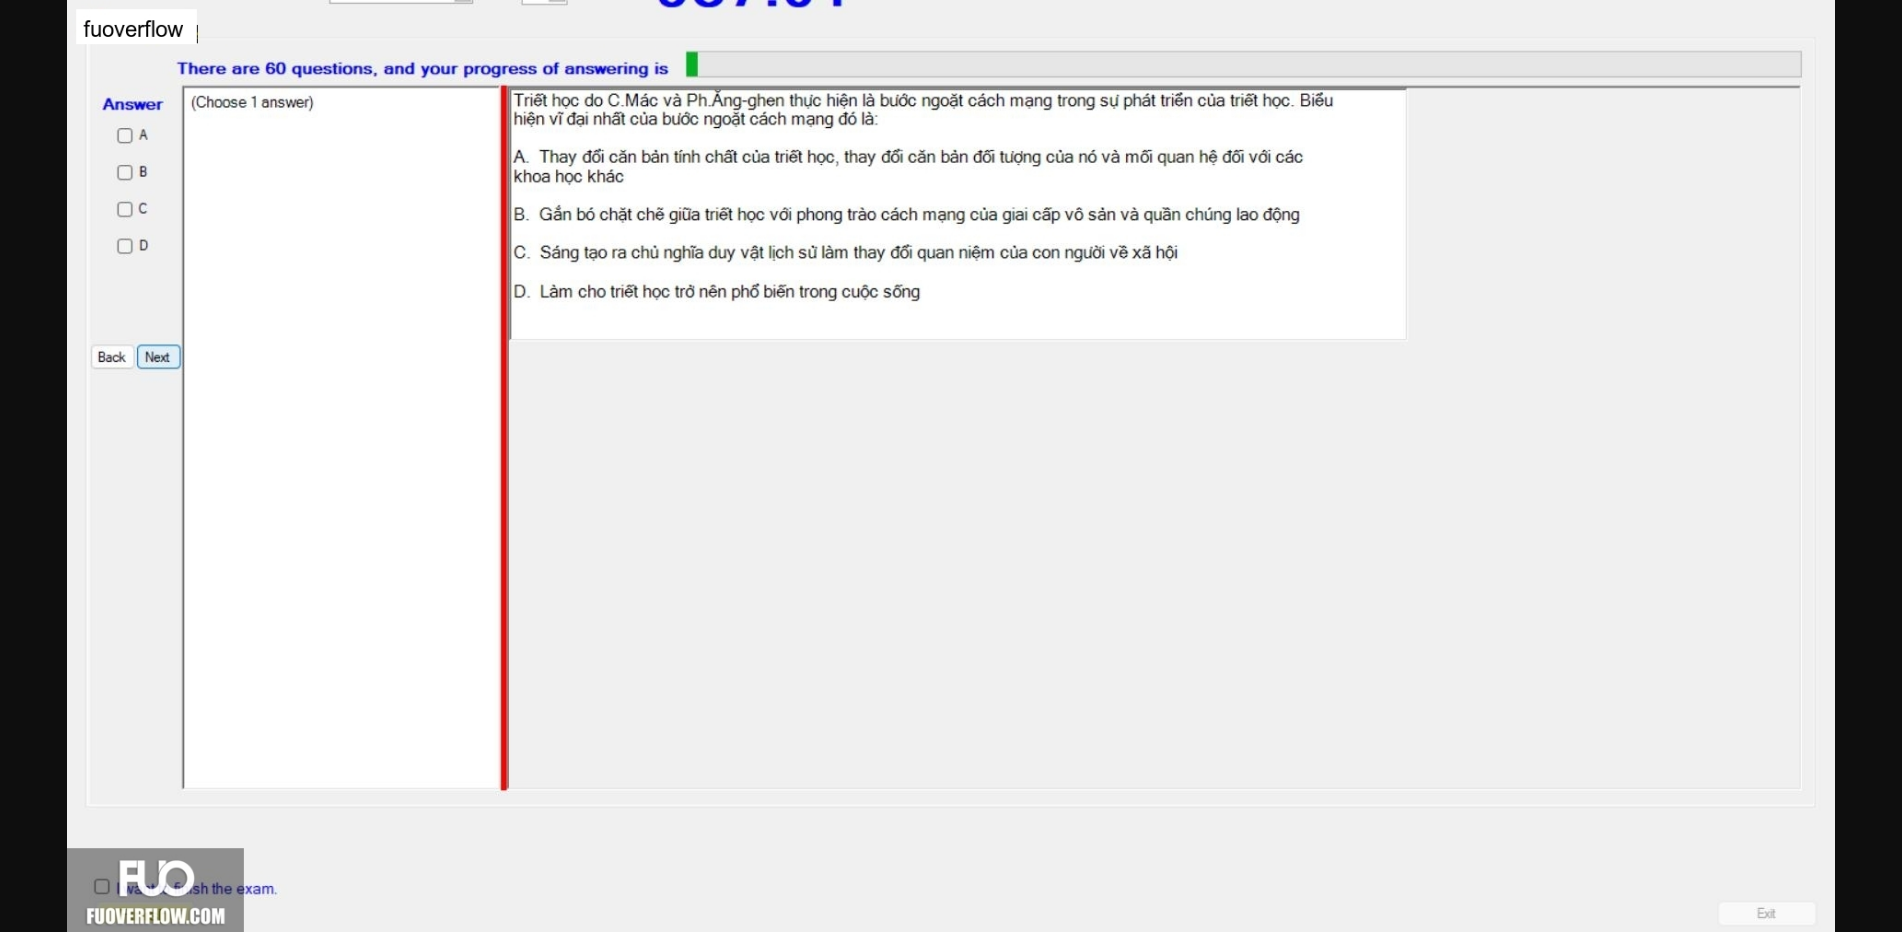 fuoverflow
There are 60 questions, and your progress of answering is
Answer
(Choose 1 answer)
A
B
C
D
Back Next
Triết học do C.Mác và Ph.Ăng-ghen thực hiện là bước ngoặt cách mạng trong sự phát triển của triết học. Biểu
hiện vĩ đại nhất của bước ngoặt cách mạng đó là:
A. Thay đổi căn bản tính chất của triết học, thay đổi căn bản đối tượng của nó và mối quan hệ đối với các
khoa học khác
B. Gắn bó chặt chẽ giữa triết học với phong trào cách mạng của giai cấp vô sản và quần chúng lao động
C. Sáng tạo ra chủ nghĩa duy vật lịch sử làm thay đổi quan niệm của con người về xã hội
D. Làm cho triết học trở nên phổ biến trong cuộc sống
FUO
I the exam.
FUOVERFLOW.COM
Exit